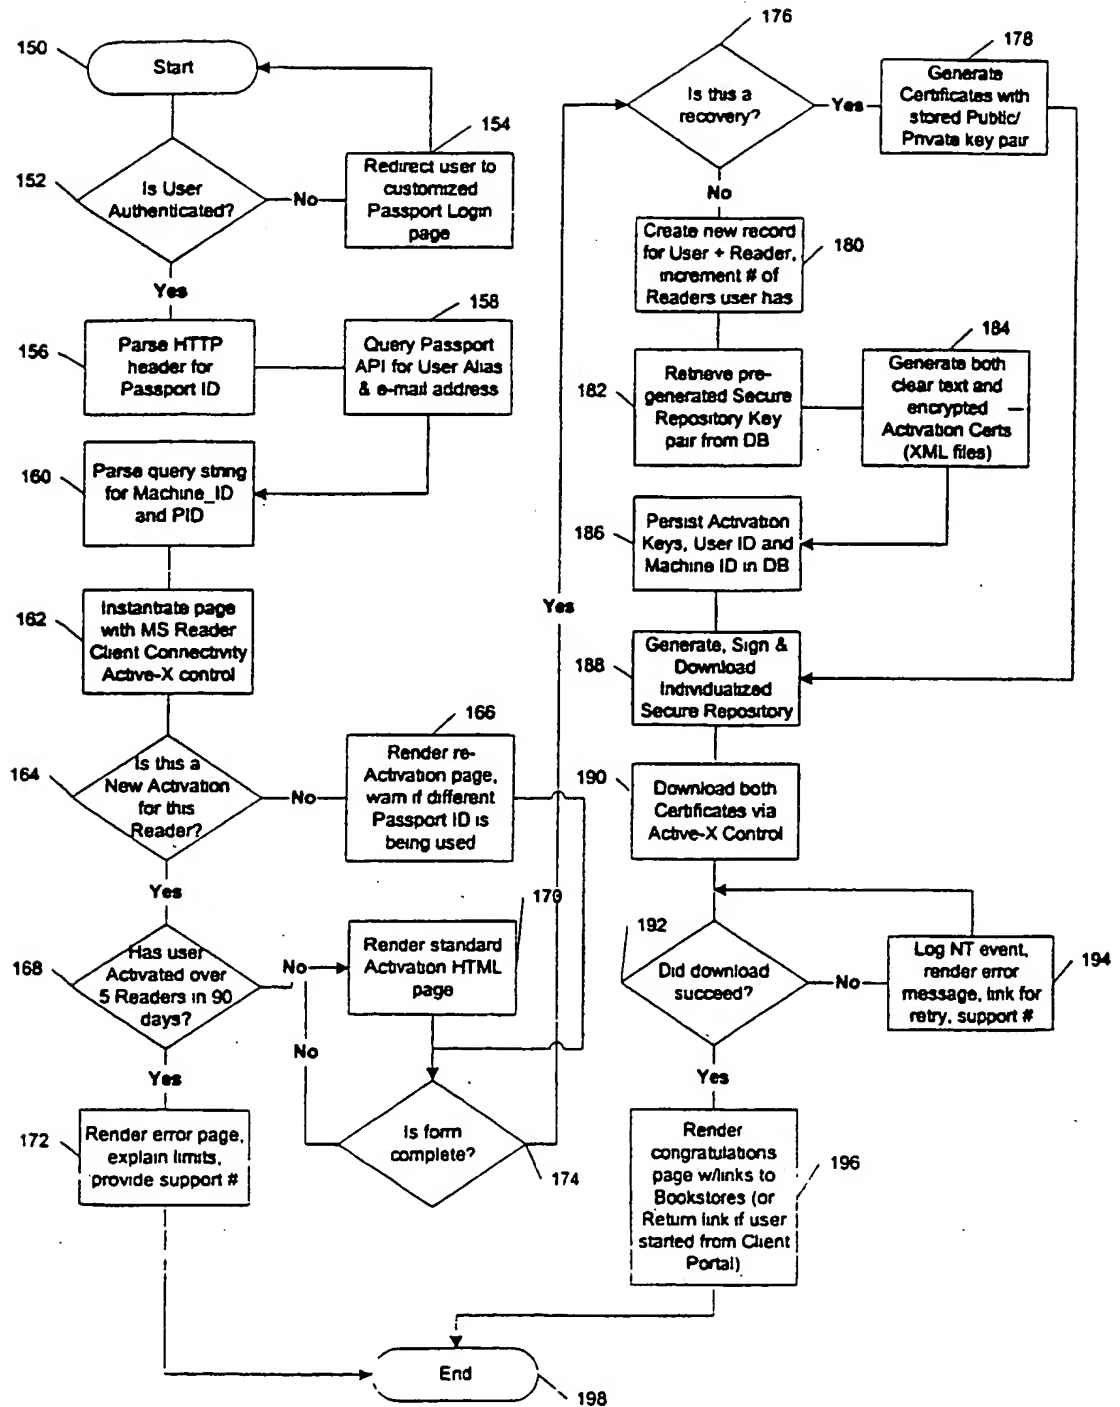 150
Start
154
152
Is User
Authenticated?
No
Redirect user to
customized
Passport Login
page
Yes
158
156
Parse HTTP
header for
Passport ID
Query Passport
API for User Alias
& e-mail address
160
Parse query string
for Machine_ID
and PID
162
Instantrate page
with MS Reader
Client Connectivity
Active-X control
166
164
Is this a
New Activation
for this
Reader?
No
Render re-
Activation page,
warn if different
Passport ID is
being used
Yes
170
168
Has user
Activated over
5 Readers in 90
days?
No
Render standard
Activation HTML
page
No
Yes
172
Render error page,
explain limits,
provide support #
Is form
complete?
174
Yes
176
Is this a
recovery?
Yes
178
Generate
Certificates with
stored Public/
Private key pair
No
Create new record
for User + Reader,
increment # of
Readers user has
180
184
182
Retrieve pre-
generated Secure
Repository Key
pair from DB
Generate both
clear text and
encrypted
Activation Certs
(XML files)
186
Persist Activation
Keys, User ID and
Machine ID in DB
188
Generate, Sign &
Download
Individualized
Secure Repository
190
Download both
Certificates via
Active-X Control
192
Did download
succeed?
No
Log NT event,
render error
message, link for
retry, support #
194
Yes
Render
congratulations
page w/links to
Bookstores (or
Return link if user
started from Client
Portal)
196
End
198